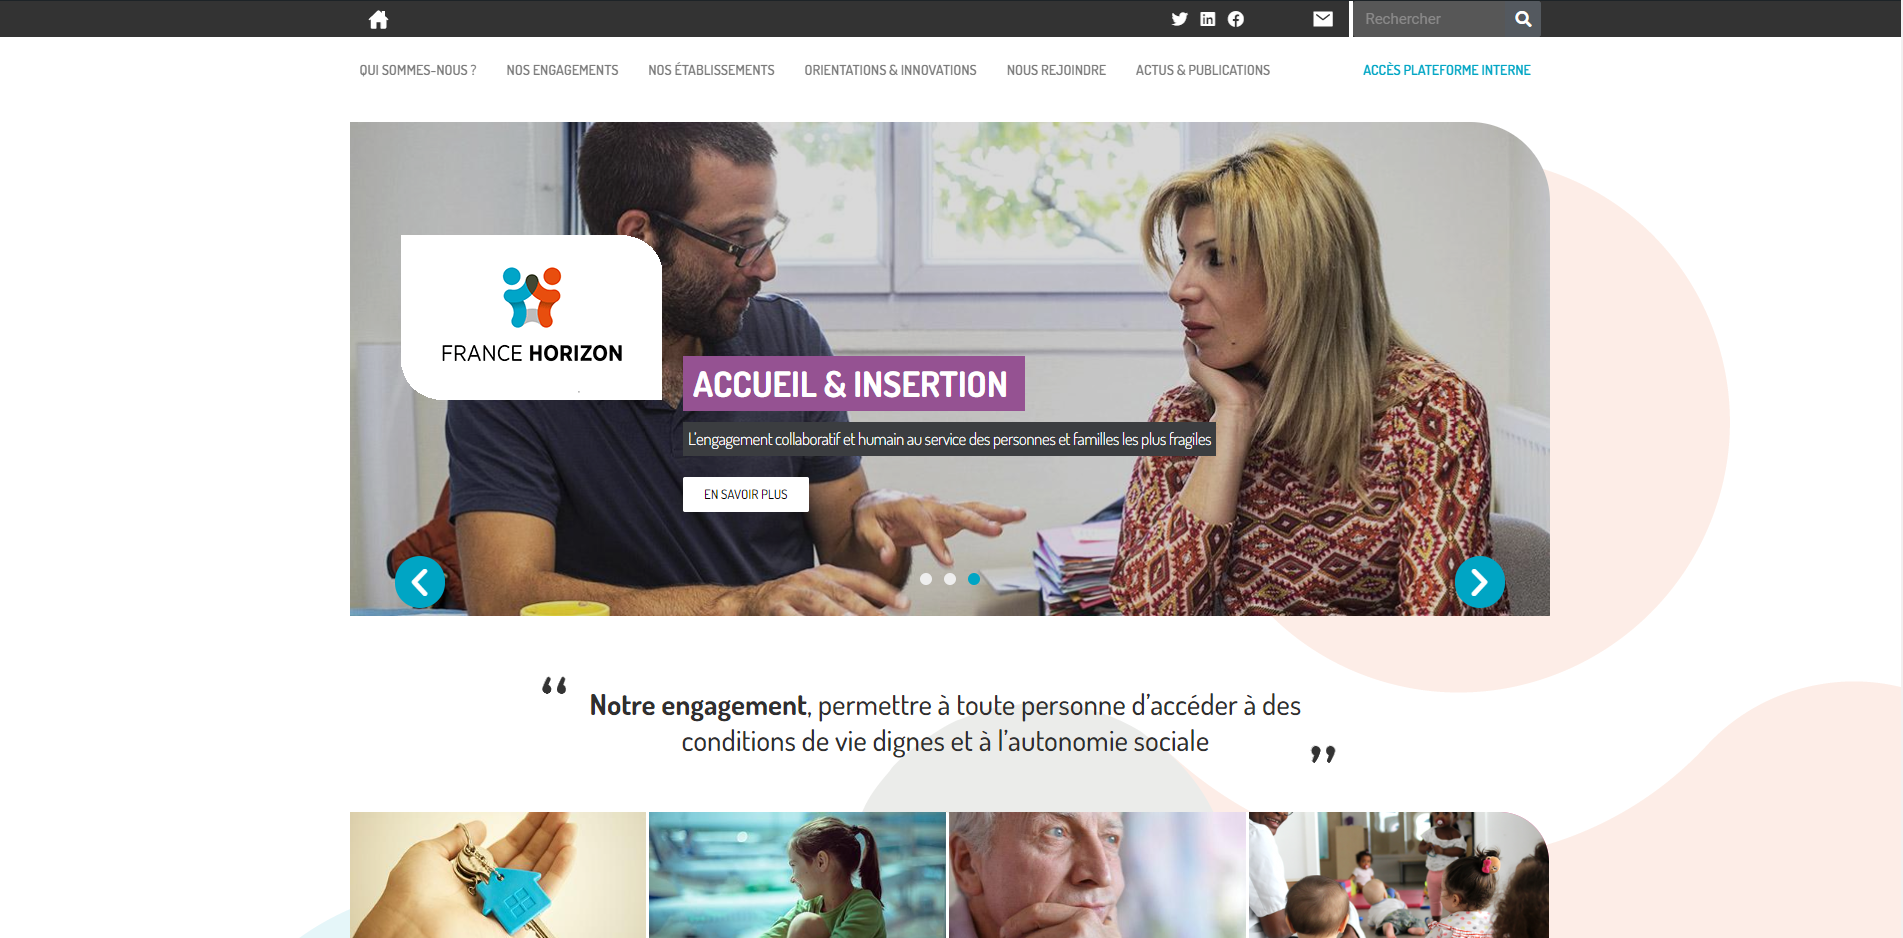 Rechercher
QUI SOMMES-NOUS ?
NOS ENGAGEMENTS
NOS ÉTABLISSEMENTS
ORIENTATIONS & INNOVATIONS
NOUS REJOINDRE
ACTUS & PUBLICATIONS
ACCÈS PLATEFORME INTERNE
FRANCE HORIZON
ACCUEIL & INSERTION
L'engagement collaboratif et humain au service des personnes et familles les plus fragiles
EN SAVOIR PLUS
“ Notre engagement, permettre à toute personne d’accéder à des
conditions de vie dignes et à l’autonomie sociale ”